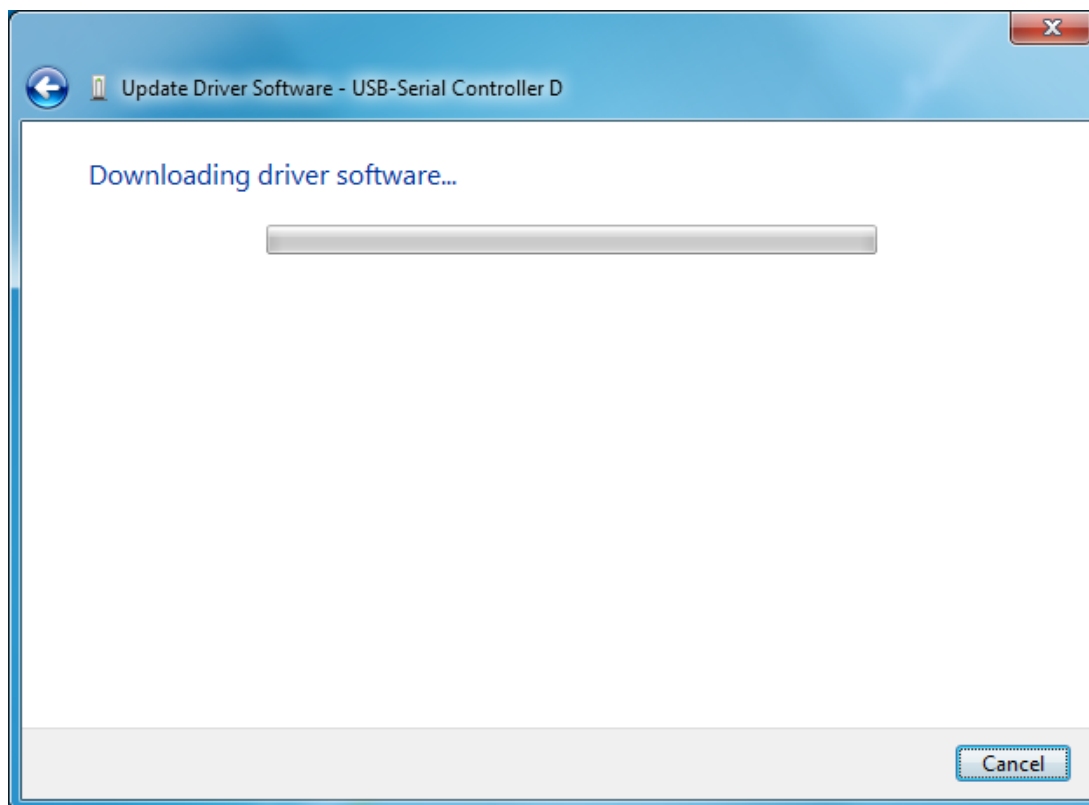 Update Driver Software - USB-Serial Controller D
Downloading driver software...
Cancel